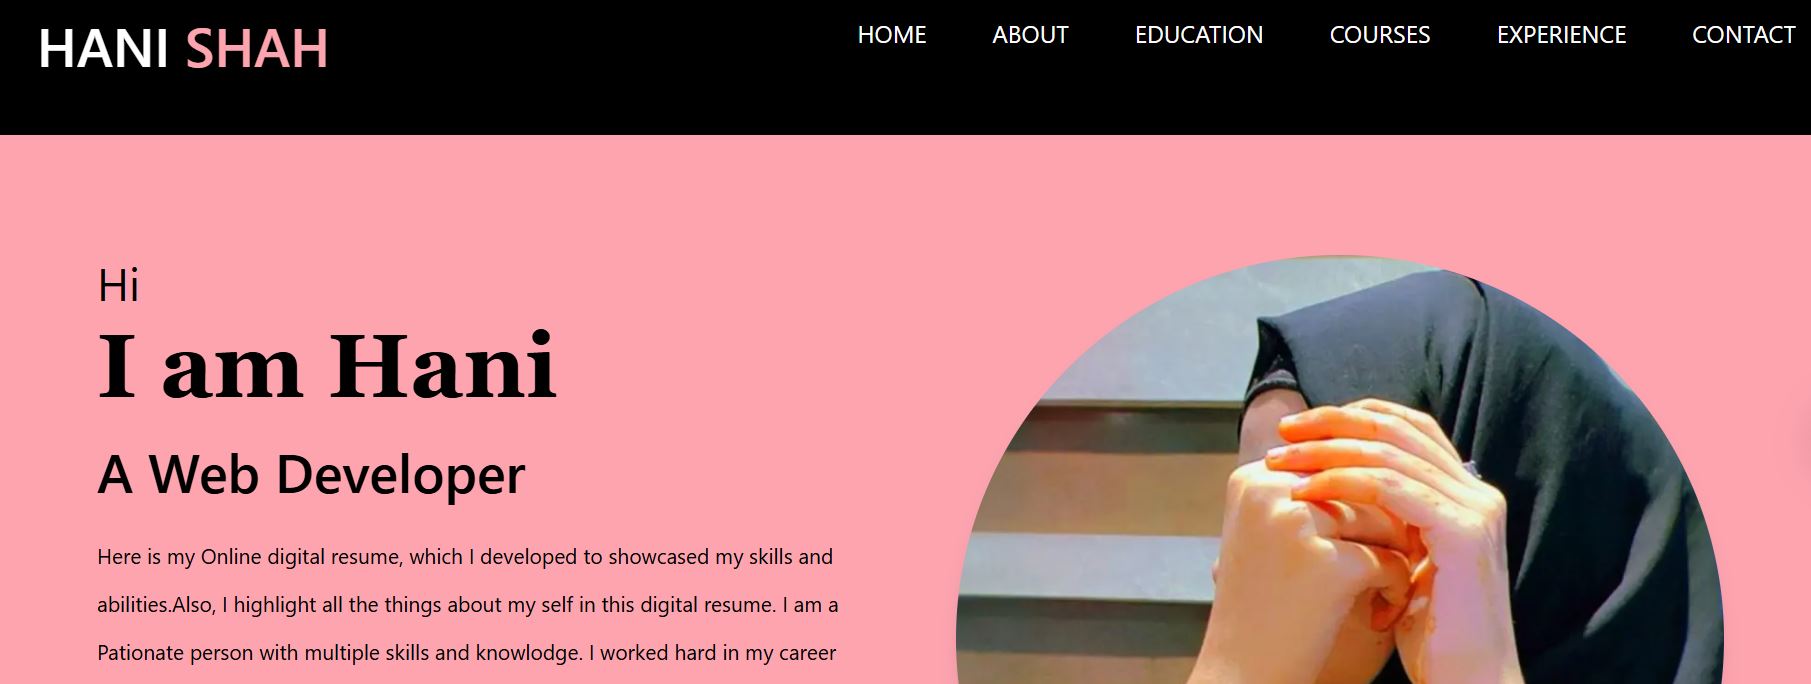 HANI SHAH
HOME ABOUT EDUCATION COURSES EXPERIENCE CONTACT
Hi
I am Hani
A Web Developer
Here is my Online digital resume, which I developed to showcased my skills and
abilities.Also, I highlight all the things about my self in this digital resume. I am a
Pationate person with multiple skills and knowlodge. I worked hard in my career